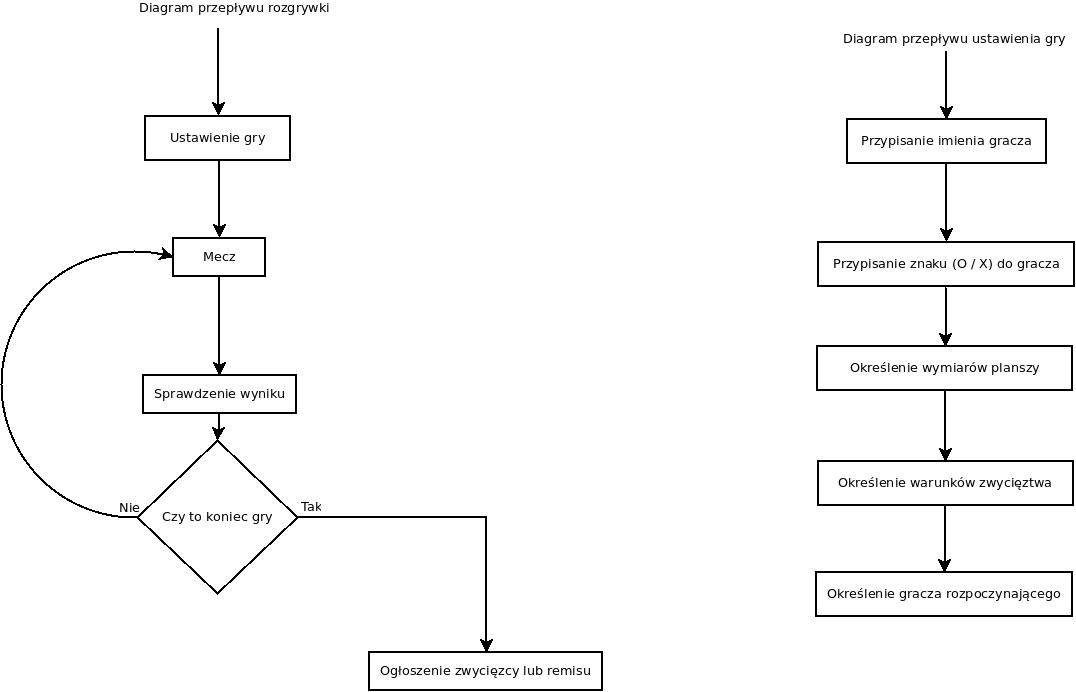 Diagram przepływu rozgrywki
Ustawienie gry
Mecz
Sprawdzenie wyniku
Czy to koniec gry
Nie
Tak
Ogłoszenie zwycięzcy lub remisu
Diagram przepływu ustawienia gry
Przypisanie imienia gracza
Przypisanie znaku (O / X) do gracza
Określenie wymiarów planszy
Określenie warunków zwycięztwa
Określenie gracza rozpoczynającego